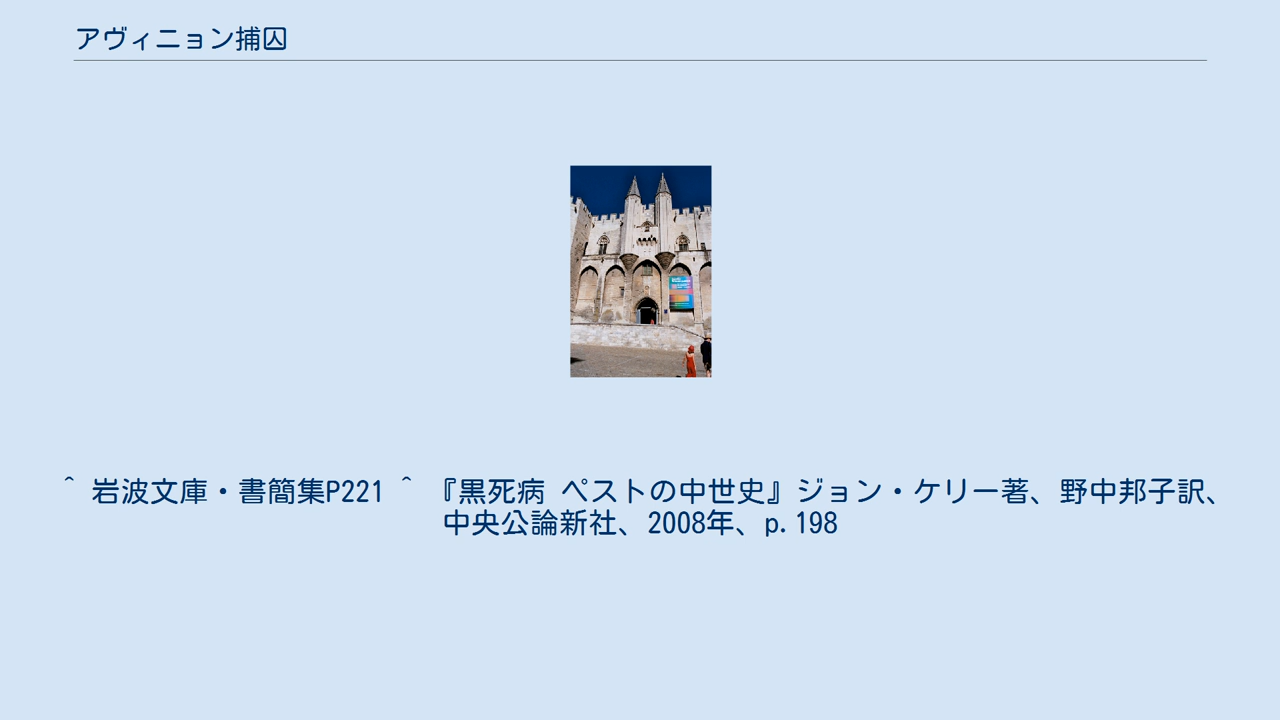 アヴィニョン捕囚
^ 岩波文庫・書簡集P221 ^ 『黒死病 ペストの中世史』ジョン・ケリー著、野中邦子訳、
中央公論新社、2008年、p.198